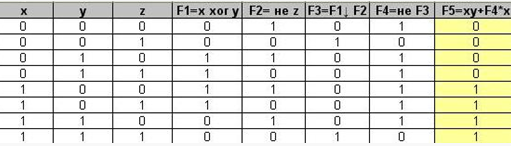 x y z F1=x xor y F2= не z F3=F1↓ F2 F4=не F3 F5=xy+F4*x
0 0 0 0 1 0 1 0
0 0 1 0 0 1 0 0
0 1 0 1 1 0 1 0
0 1 1 1 0 0 1 0
1 0 0 1 1 0 1 1
1 0 1 1 0 0 1 1
1 1 0 0 1 0 1 1
1 1 1 0 0 1 0 1